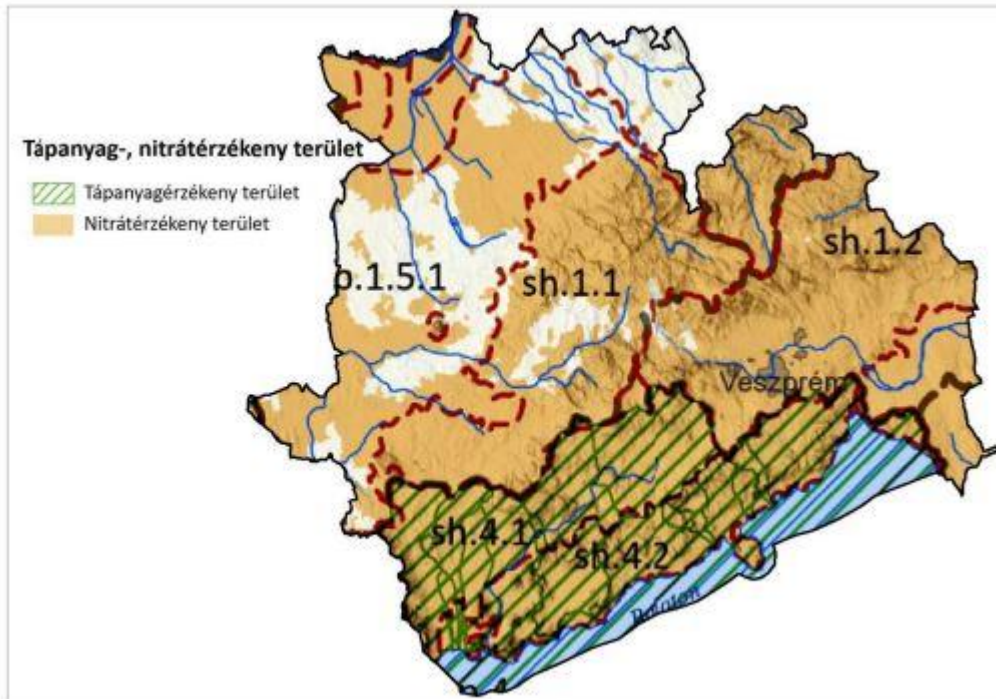 Tápanyag-, nitrátérzékeny terület
Tápanyagérzékeny terület
Nitrátérzékeny terület
p.1.5.1
sh.1.1
sh.1.2
Veszprém
sh.4.1
sh.4.2
Balaton